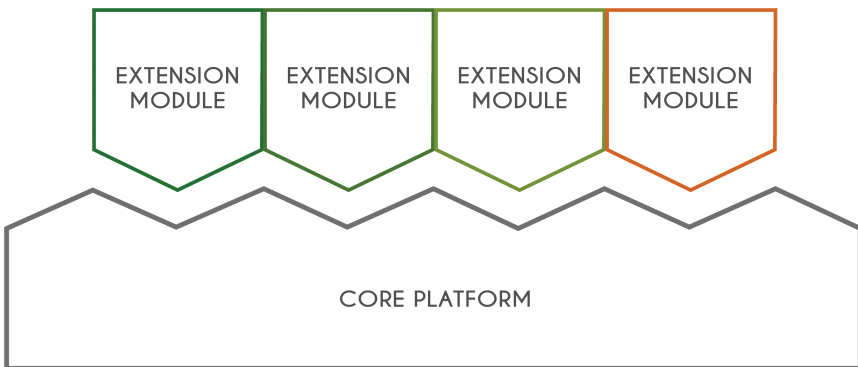 EXTENSION
MODULE
EXTENSION
MODULE
EXTENSION
MODULE
EXTENSION
MODULE
CORE PLATFORM